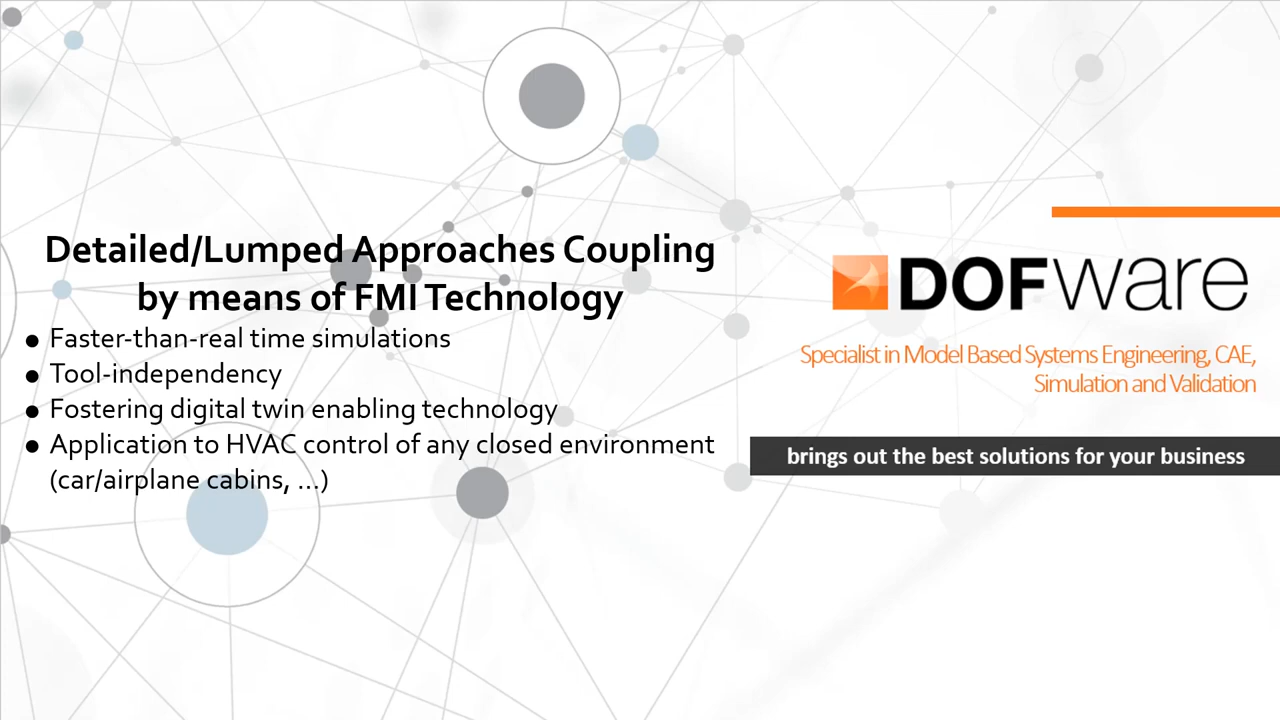 Detailed/Lumped Approaches Coupling
by means of FMI Technology
● Faster-than-real time simulations
● Tool-independency
● Fostering digital twin enabling technology
● Application to HVAC control of any closed environment
(car/airplane cabins, ...)
DOFware
Specialist in Model Based Systems Engineering, CAE,
Simulation and Validation
brings out the best solutions for your business